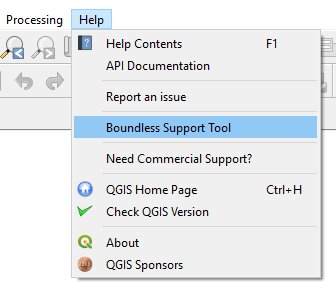 Processing Help
Help Contents F1
API Documentation
Report an issue
Boundless Support Tool
Need Commercial Support?
QGIS Home Page Ctrl+H
Check QGIS Version
About
QGIS Sponsors